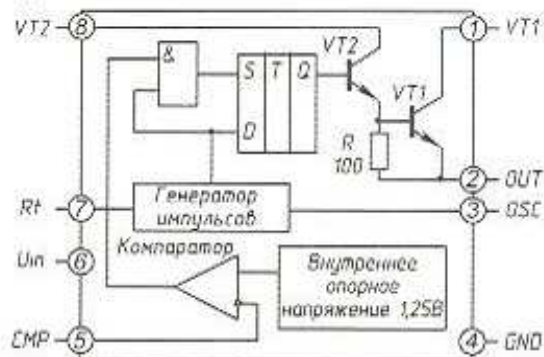 VT2 8 1 VT1
VT2
&
S T Q
VT1
D
R
100
2 OUT
Rt 7
Генератор
импульсов
3 OSC
Компаратор
Uin 6
Внутреннее
опорное
напряжение 1,25В
CMP 5
4 GND